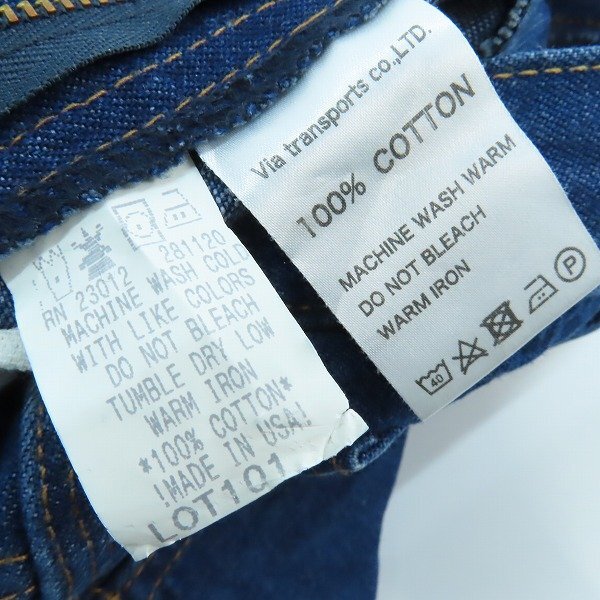 RN 23012 281120
MACHINE WASH COLD
WITH LIKE COLORS
DO NOT BLEACH
TUMBLE DRY LOW
WARM IRON
*100% COTTON*
!MADE IN USA!
LOT101
Via transports co.,LTD.
100% COTTON
MACHINE WASH WARM
DO NOT BLEACH
WARM IRON
40 P